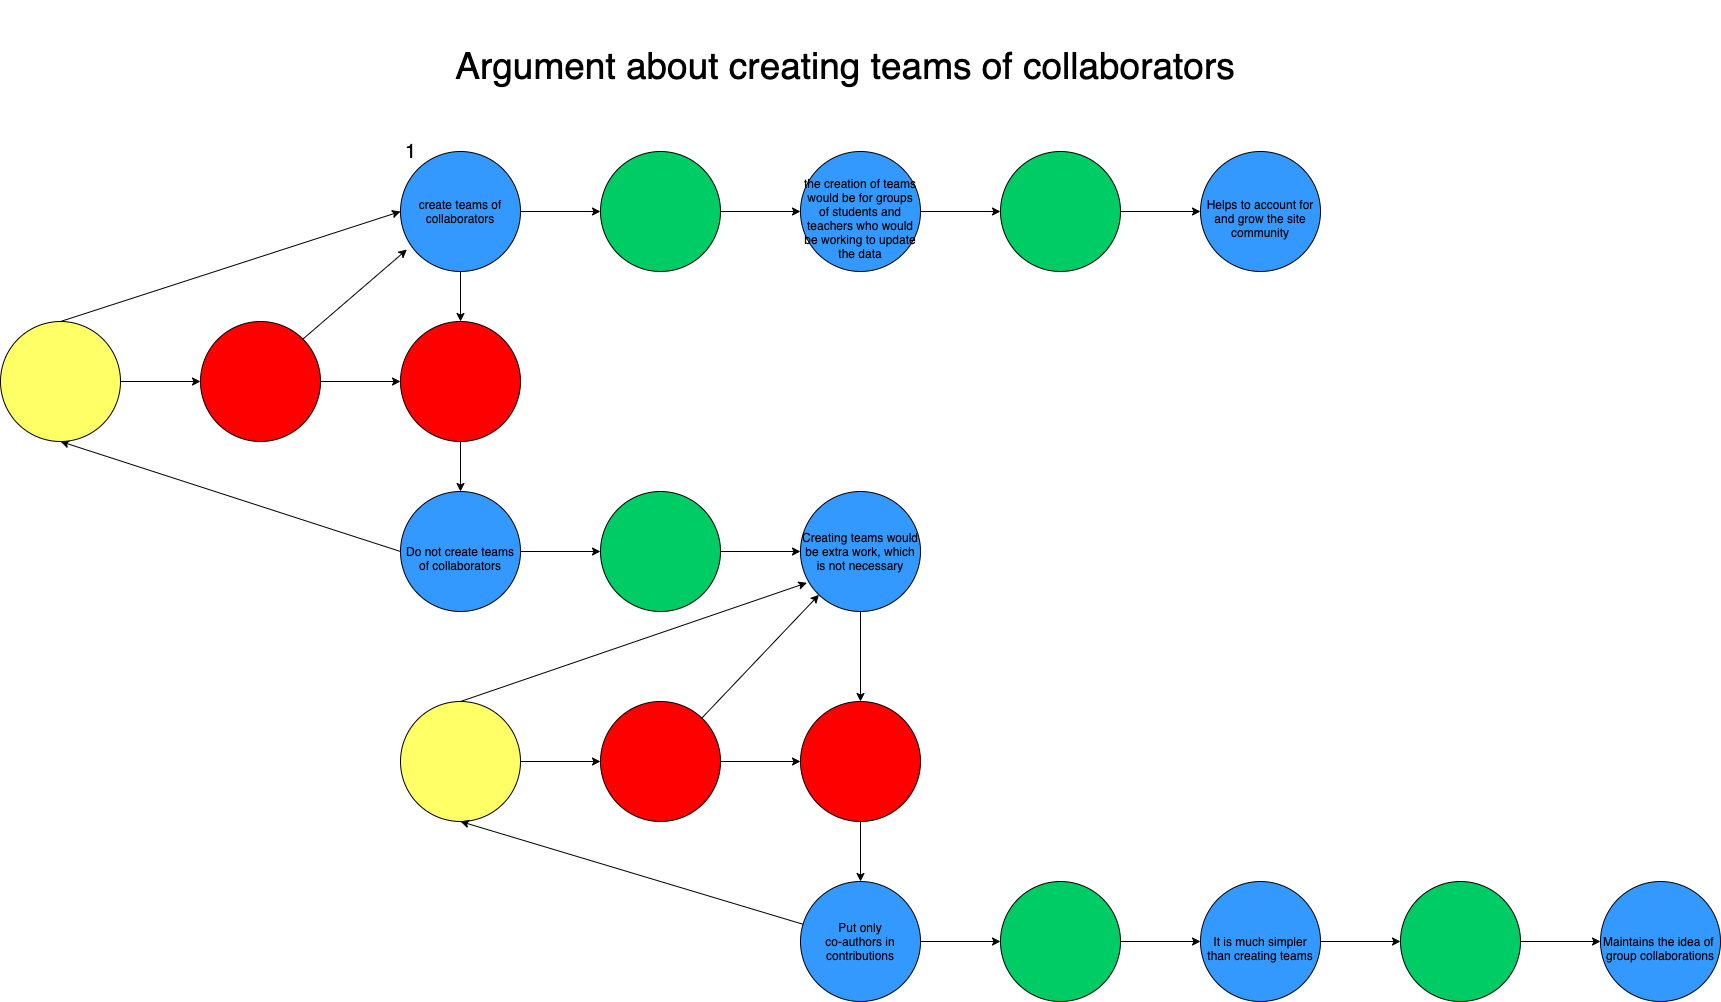 Argument about creating teams of collaborators
1
create teams of
collaborators
the creation of teams
would be for groups
of students and
teachers who would
be working to update
the data
Helps to account for
and grow the site
community
Do not create teams
of collaborators
Creating teams would
be extra work, which
is not necessary
Put only
co-authors in
contributions
It is much simpler
than creating teams
Maintains the idea of
group collaborations